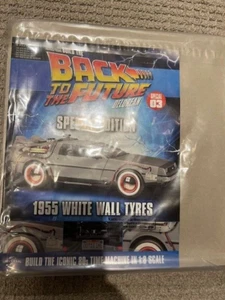 BACK
TO THE FUTURE
DELOREAN
ISSUE
03
SPECIAL EDITION
1955 WHITE WALL TYRES
BUILD THE ICONIC 80s TIME MACHINE IN 1:8 SCALE